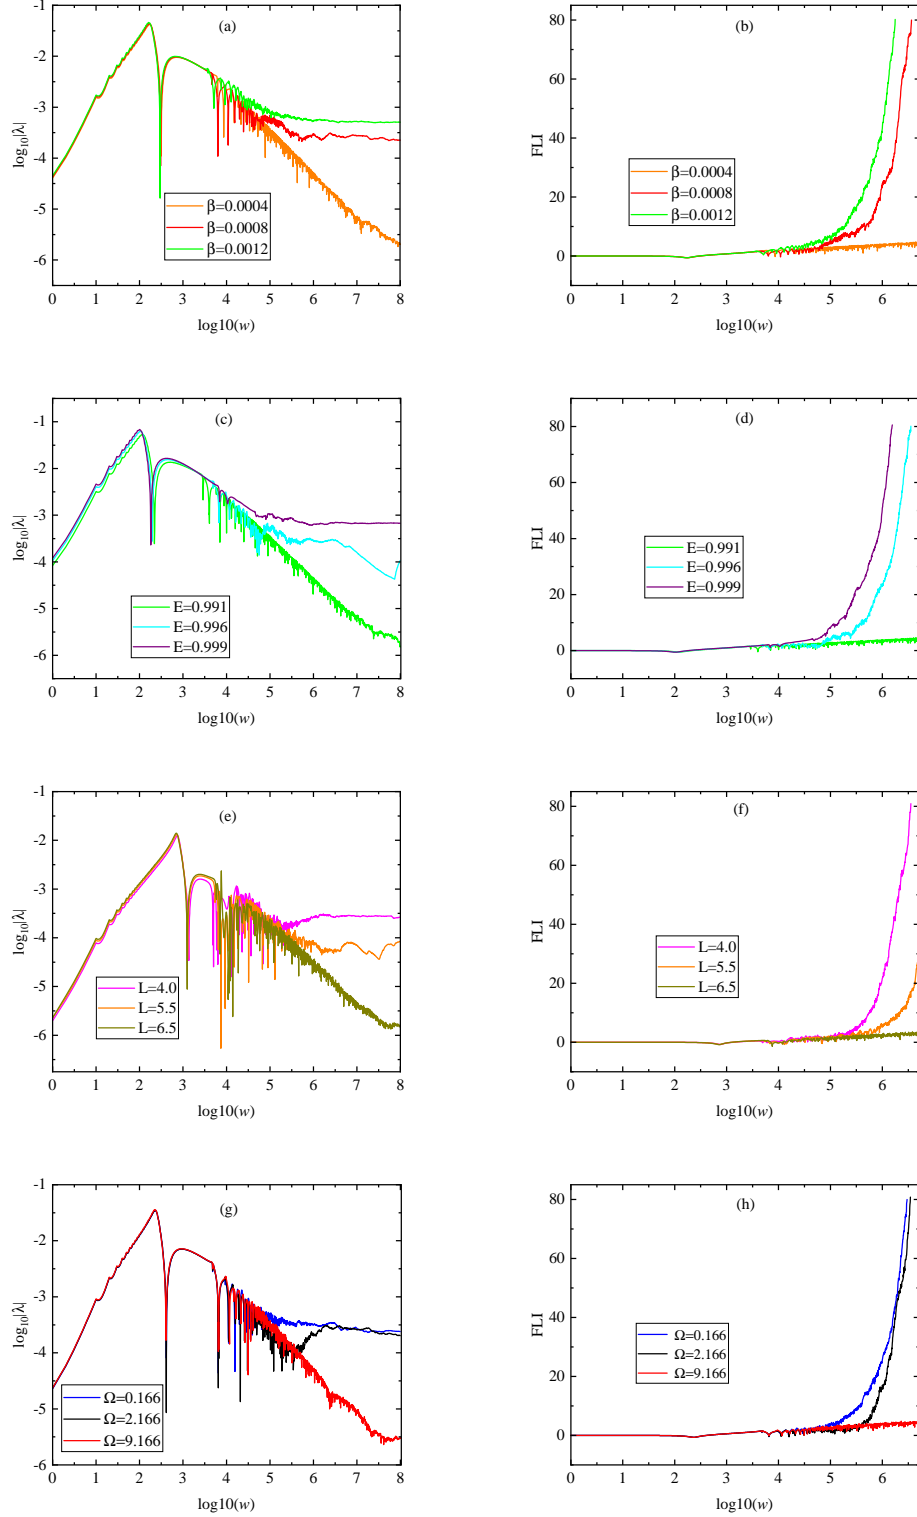 (a)
-1
-2
-3
-4
-5
-6
log₁₀|λ|
β=0.0004
β=0.0008
β=0.0012
0 1 2 3 4 5 6 7 8
log10(w)
(b)
80
60
40
20
0
FLI
β=0.0004
β=0.0008
β=0.0012
0 1 2 3 4 5 6
log10(w)
(c)
-1
-2
-3
-4
-5
-6
log₁₀|λ|
E=0.991
E=0.996
E=0.999
0 1 2 3 4 5 6 7 8
log10(w)
(d)
80
60
40
20
0
FLI
E=0.991
E=0.996
E=0.999
0 1 2 3 4 5 6
log10(w)
(e)
-1
-2
-3
-4
-5
-6
log₁₀|λ|
L=4.0
L=5.5
L=6.5
0 1 2 3 4 5 6 7 8
log10(w)
(f)
80
60
40
20
0
FLI
L=4.0
L=5.5
L=6.5
0 1 2 3 4 5 6
log10(w)
(g)
-1
-2
-3
-4
-5
-6
log₁₀|λ|
Ω=0.166
Ω=2.166
Ω=9.166
0 1 2 3 4 5 6 7 8
log10(w)
(h)
80
60
40
20
0
FLI
Ω=0.166
Ω=2.166
Ω=9.166
0 1 2 3 4 5 6
log10(w)